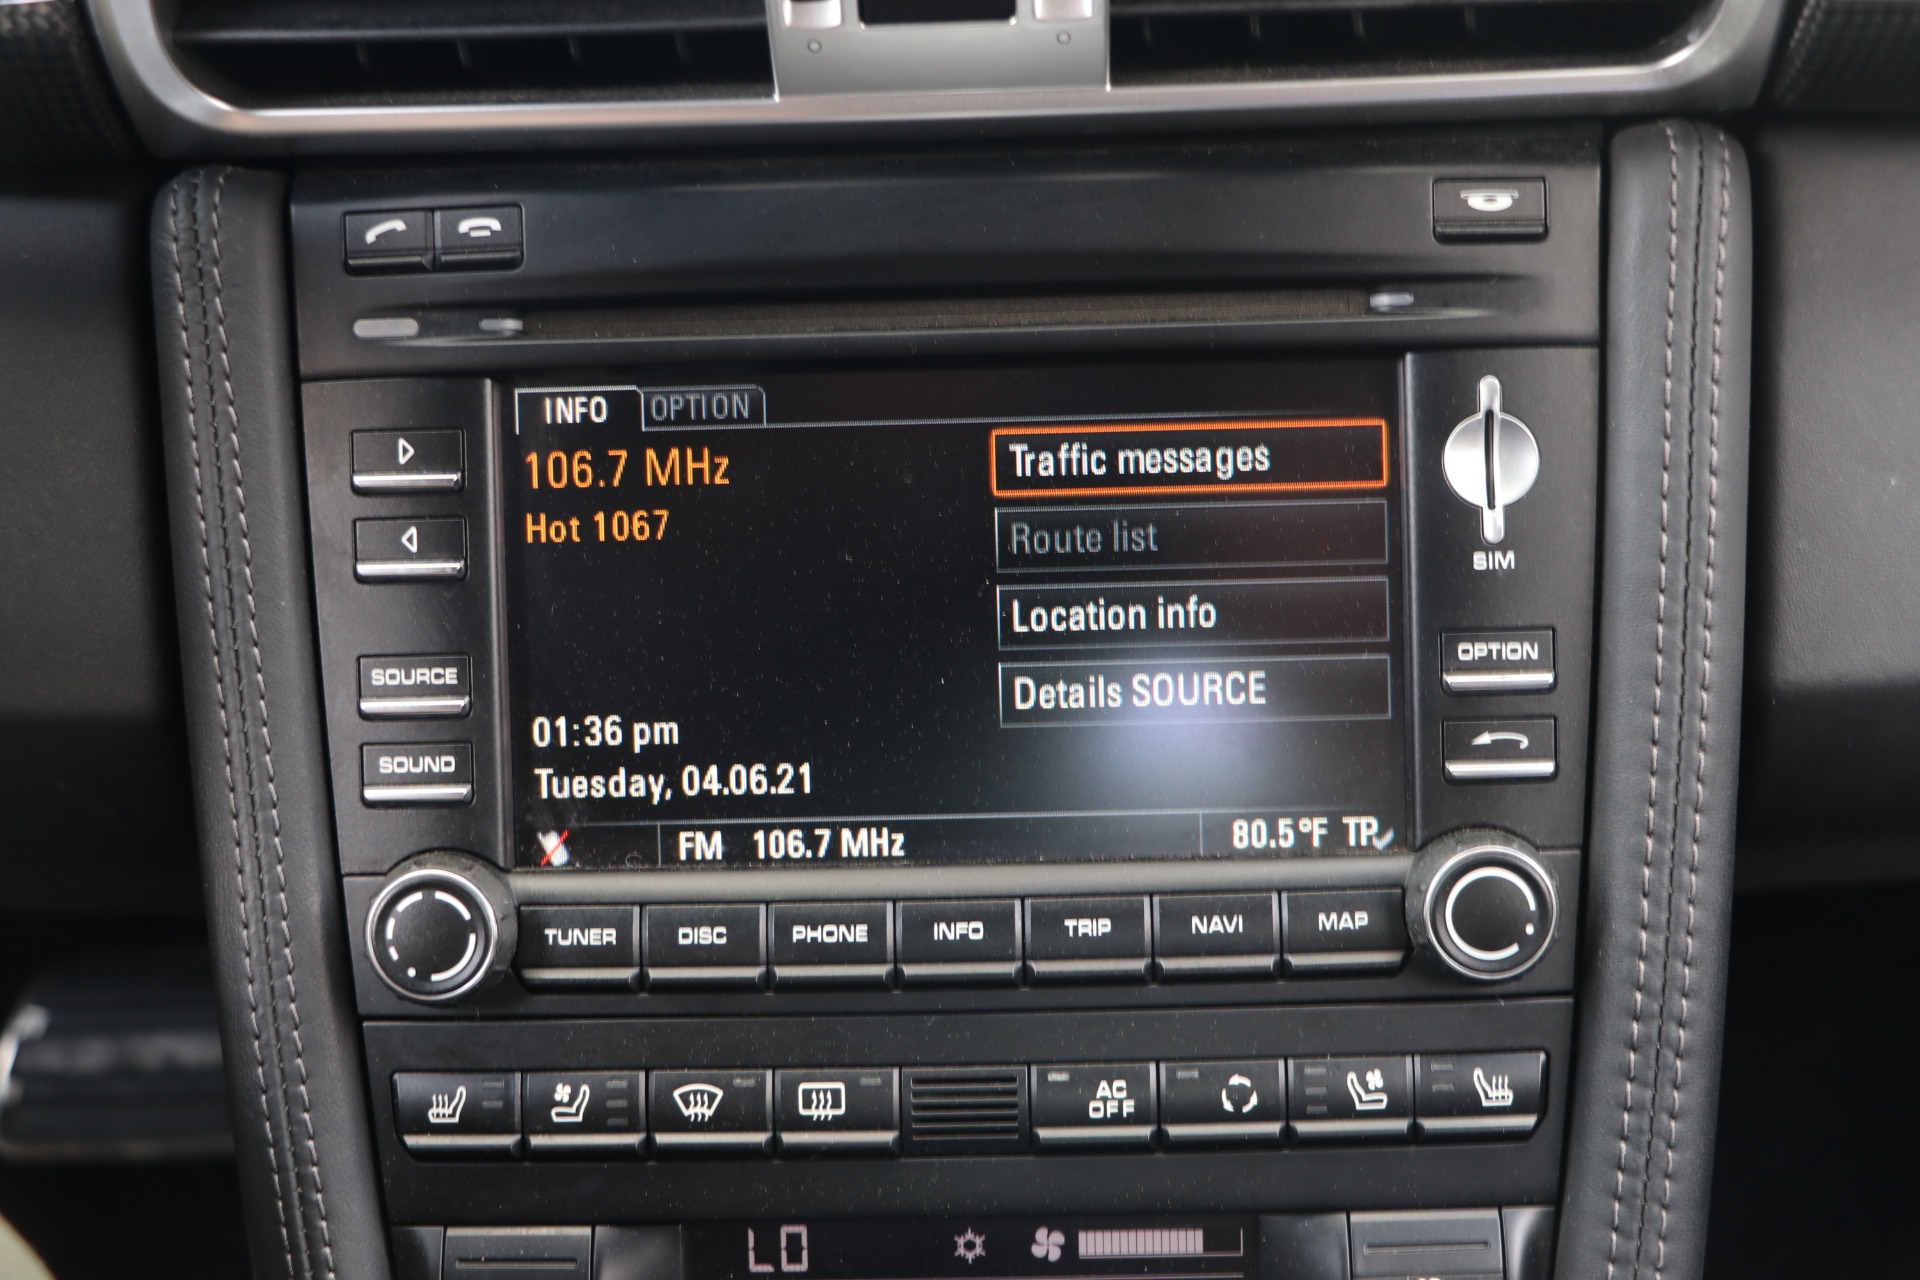 INFO OPTION
106.7 MHz
Hot 1067
Traffic messages
Route list
Location info
Details SOURCE
01:36 pm
Tuesday, 04.06.21
FM 106.7 MHz 80.5°F TP
SOURCE
SOUND
SIM
OPTION
TUNER DISC PHONE INFO TRIP NAVI MAP
AC
OFF
LO